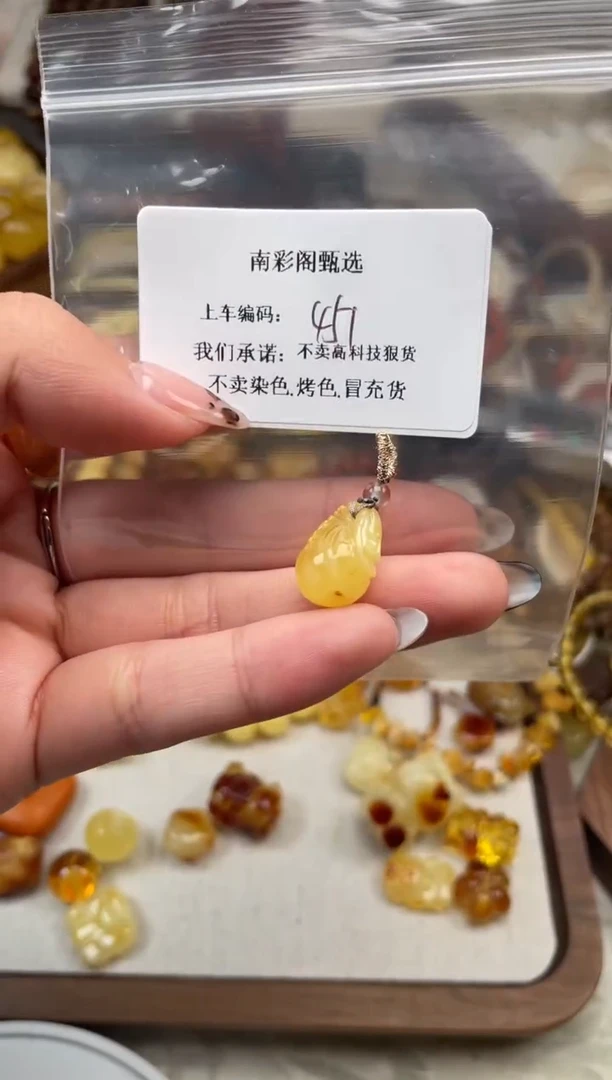 南彩阁甄选
上车编码：
我们承诺：不卖高科技狠货
不卖染色.烤色.冒充货